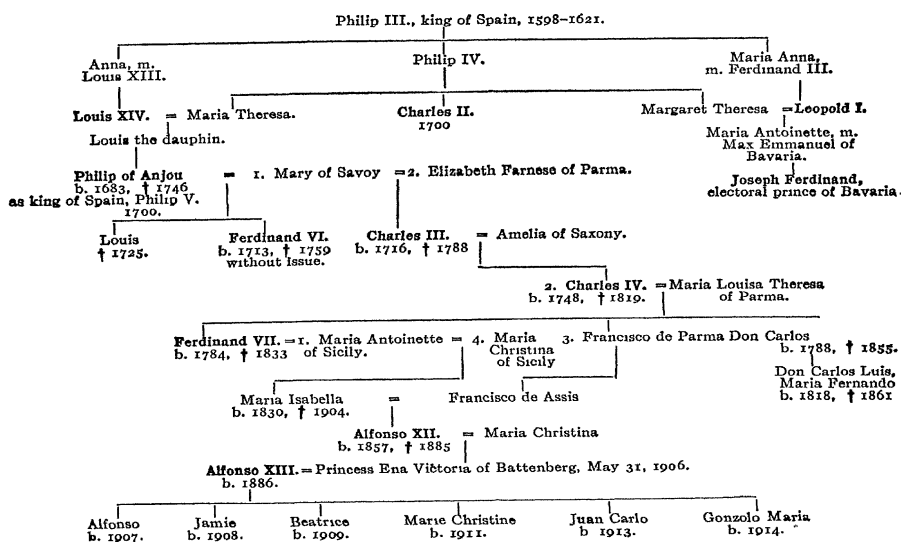 Philip III., king of Spain, 1598-1621.
Anna, m.
Louis XIII.
Philip IV.
Maria Anna,
m. Ferdinand III.
Louis XIV. = Maria Theresa.
Charles II.
1700
Margaret Theresa = Leopold I.
Louis the dauphin.
Maria Antoinette, m.
Max Emmanuel of
Bavaria.
Philip of Anjou = 1. Mary of Savoy = 2. Elizabeth Farnese of Parma.
b. 1683, † 1746
as king of Spain, Philip V.
1700.
Joseph Ferdinand,
electoral prince of Bavaria.
Louis
† 1725.
Ferdinand VI.
b. 1713, † 1759
without Issue.
Charles III. = Amelia of Saxony.
b. 1716, † 1788
2. Charles IV. = Maria Louisa Theresa
b. 1748, † 1819. of Parma.
Ferdinand VII. = 1. Maria Antoinette = 4. Maria
b. 1784, † 1833 of Sicily. Christina
of Sicily
3. Francisco de Parma Don Carlos
b. 1788, † 1855.
Don Carlos Luis,
Maria Fernando
b. 1818, † 1861
Maria Isabella = Francisco de Assis
b. 1830, † 1904.
Alfonso XII. = Maria Christina
b. 1857, † 1885
Alfonso XIII. = Princess Ena Victoria of Battenberg, May 31, 1906.
b. 1886.
Alfonso
b. 1907.
Jamie
b. 1908.
Beatrice
b. 1909.
Marie Christine
b. 1911.
Juan Carlo
b 1913.
Gonzolo Maria
b. 1914.